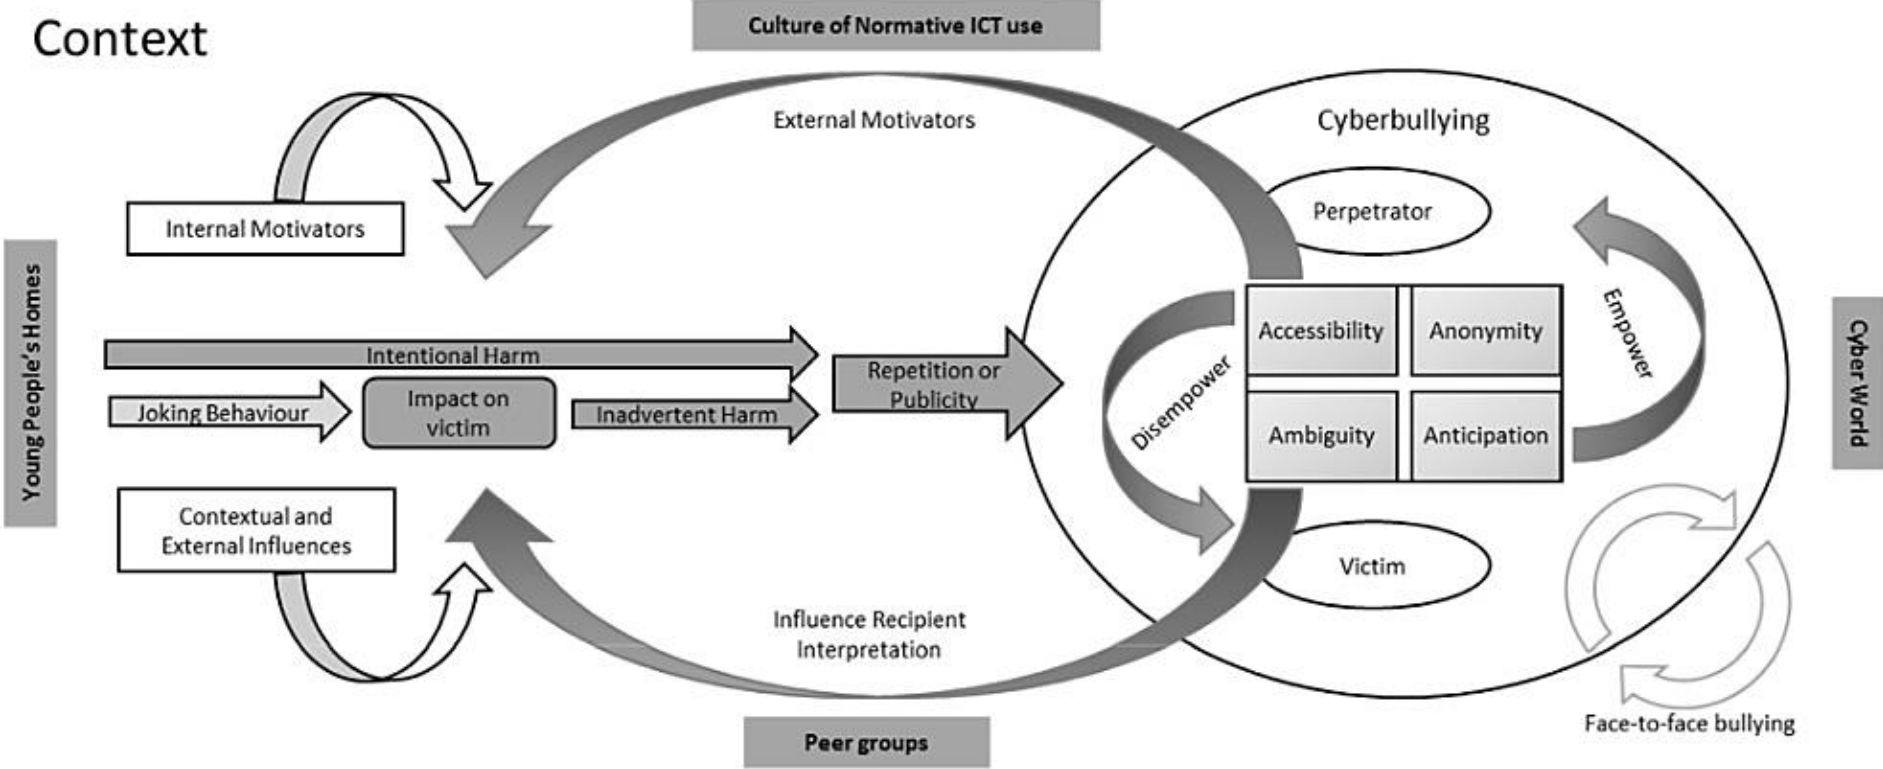 Context
Culture of Normative ICT use
External Motivators
Cyberbullying
Internal Motivators
Perpetrator
Young People's Homes
Intentional Harm
Joking Behaviour
Impact on
victim
Inadvertent Harm
Repetition or
Publicity
Disempower
Accessibility
Anonymity
Ambiguity
Anticipation
Empower
Cyber World
Contextual and
External Influences
Influence Recipient
Interpretation
Victim
Face-to-face bullying
Peer groups